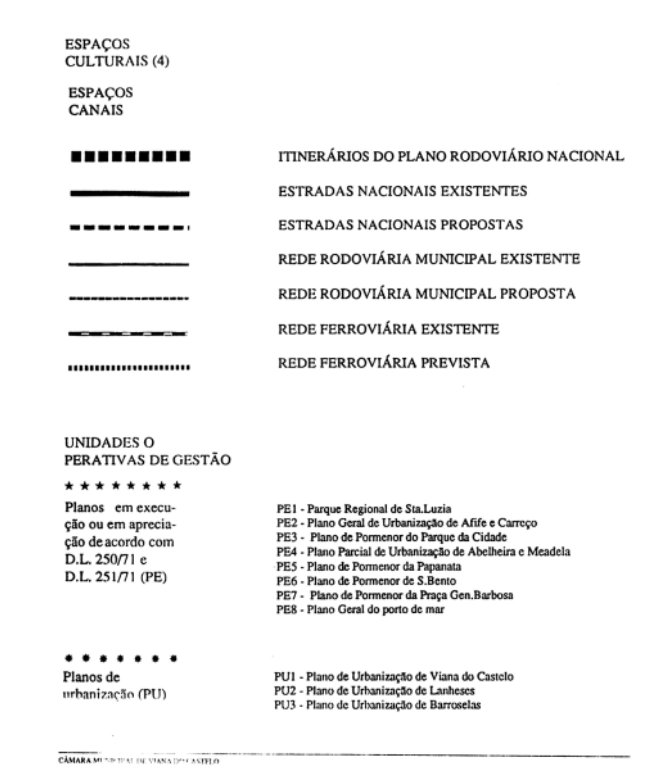 ESPAÇOS
CULTURAIS (4)
ESPAÇOS
CANAIS
ITINERÁRIOS DO PLANO RODOVIÁRIO NACIONAL
ESTRADAS NACIONAIS EXISTENTES
ESTRADAS NACIONAIS PROPOSTAS
REDE RODOVIÁRIA MUNICIPAL EXISTENTE
REDE RODOVIÁRIA MUNICIPAL PROPOSTA
REDE FERROVIÁRIA EXISTENTE
REDE FERROVIÁRIA PREVISTA
UNIDADES O
PERATIVAS DE GESTÃO
Planos em execu-
ção ou em aprecia-
ção de acordo com
D.L. 250/71 e
D.L. 251/71 (PE)
PE1 - Parque Regional de Sta.Luzia
PE2 - Plano Geral de Urbanização de Afife e Carreço
PE3 - Plano de Pormenor do Parque da Cidade
PE4 - Plano Parcial de Urbanização de Abelheira e Meadela
PE5 - Plano de Pormenor da Papanata
PE6 - Plano de Pormenor de S.Bento
PE7 - Plano de Pormenor da Praça Gen.Barbosa
PE8 - Plano Geral do porto de mar
Planos de
urbanização (PU)
PU1 - Plano de Urbanização de Viana do Castelo
PU2 - Plano de Urbanização de Lanheses
PU3 - Plano de Urbanização de Barroselas
CÂMARA MUNICIPAL DE VIANA DO CASTELO